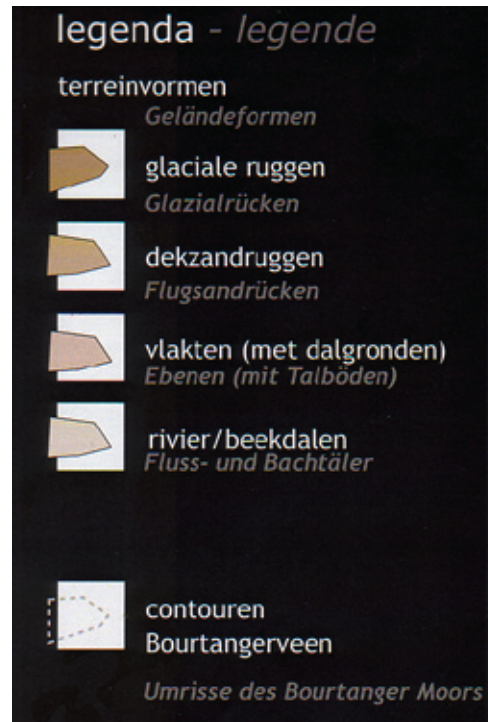 legenda - legende
terreinvormen
Geländeformen
glaciale ruggen
Glazialrücken
dekzandruggen
Flugsandrücken
vlakten (met dalgronden)
Ebenen (mit Talböden)
rivier/beekdalen
Fluss- und Bachtäler
contouren
Bourtangerveen
Umrisse des Bourtanger Moors